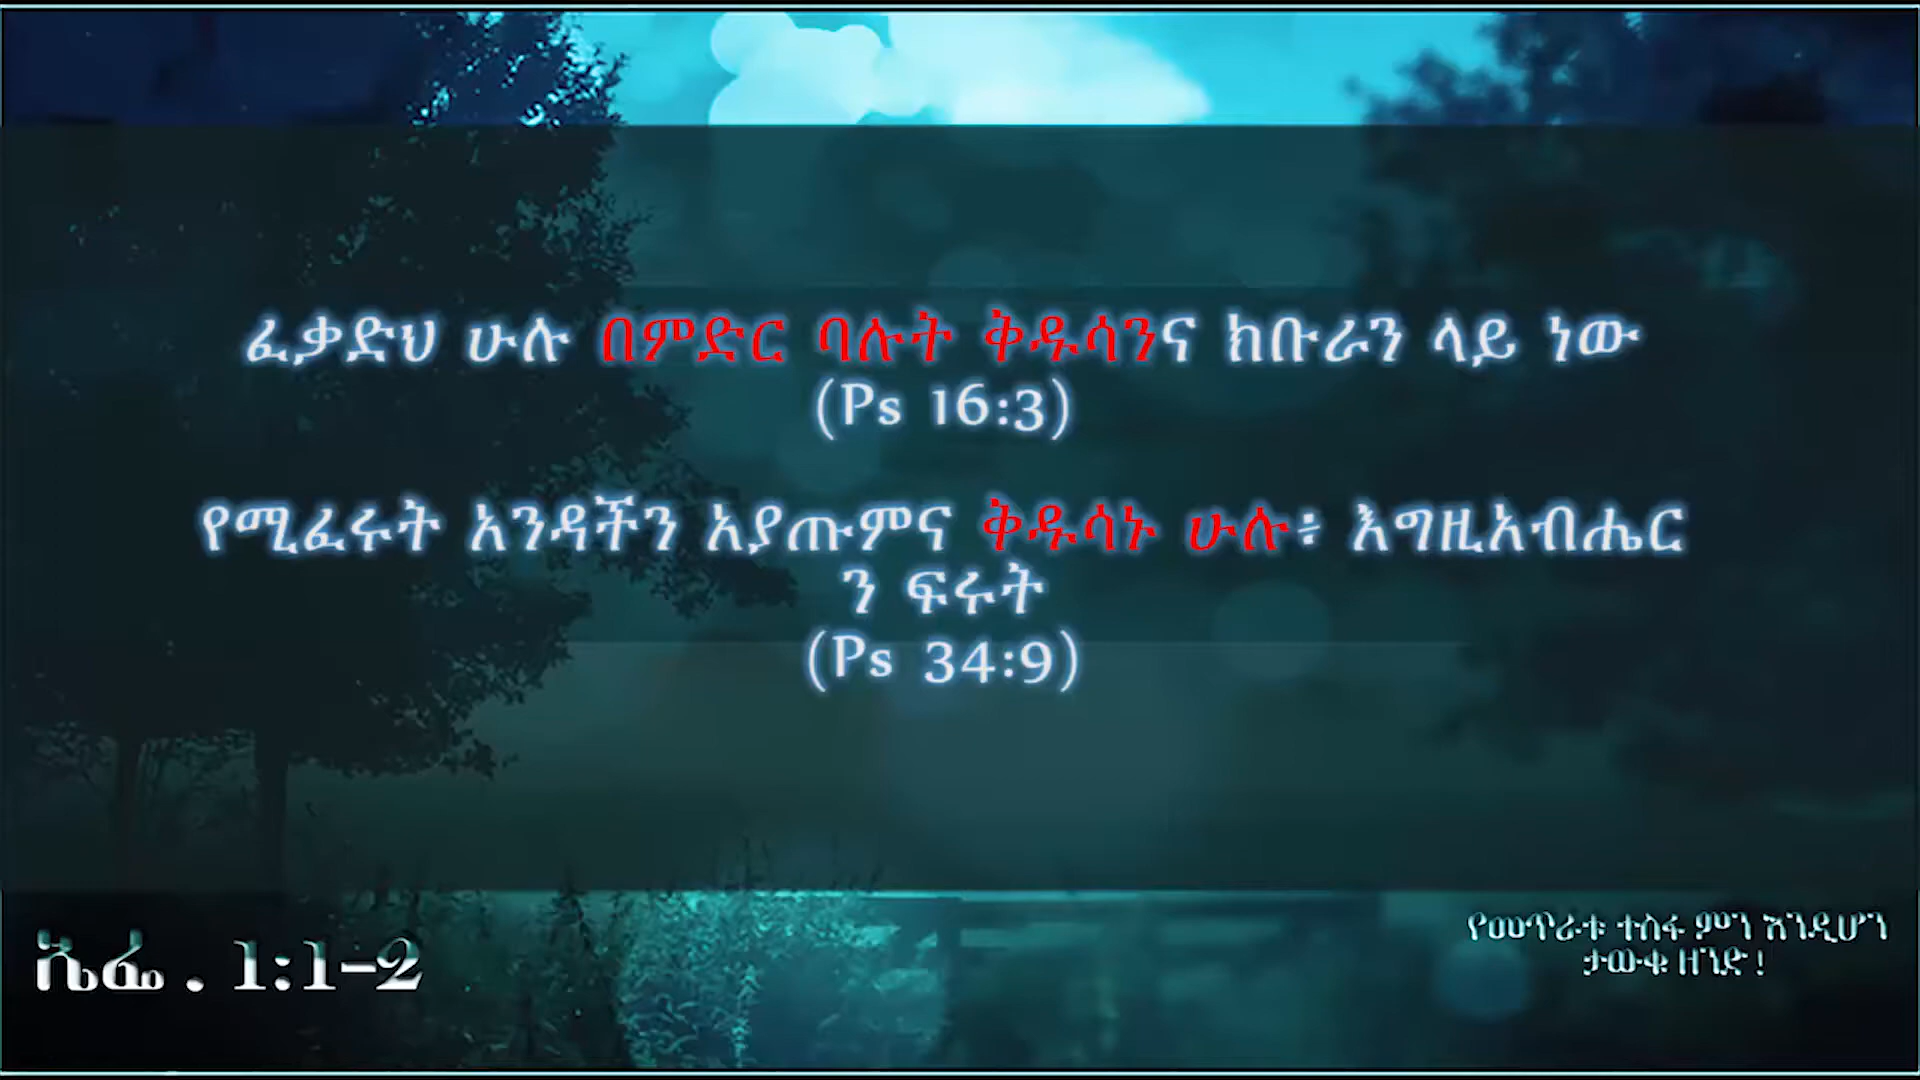 ፈቃድህ ሁሉ በምድር ባሉት ቅዱሳንና ክቡራን ላይ ነው
(Ps 16:3)
የሚፈሩት አንዳችን አያጡምና ቅዱሳኑ ሁሉ፥ እግዚአብሔር
ን ፍሩት
(Ps 34:9)
ኤፌ. 1:1-2
የመጥራቱ ተስፋ ምን እንዲሆን
ታውቁ ዘንድ!